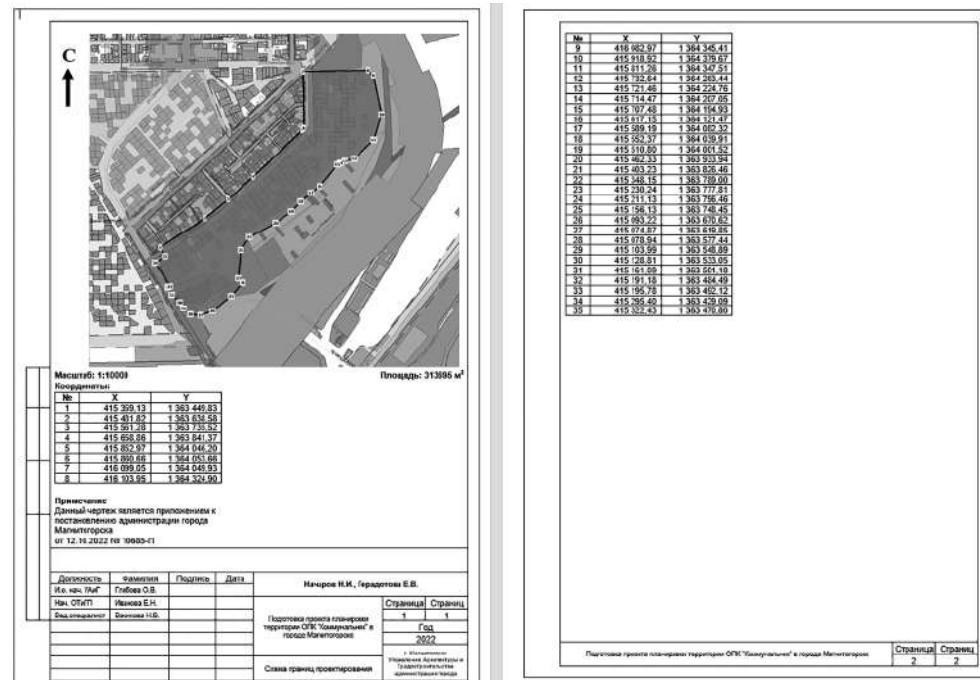 С
Масштаб: 1:10000
Площадь: 313695 м²
Координаты:
№ X Y
1 415 359,13 1 363 449,83
2 415 491,82 1 363 638,58
3 415 561,28 1 363 738,52
4 415 658,86 1 363 841,37
5 415 852,97 1 364 046,20
6 415 860,66 1 364 053,66
7 416 099,05 1 364 049,93
8 416 103,95 1 364 324,90
Примечание
Данный чертеж является приложением к
постановлению администрации города
Магнитогорска
от 12.10.2022 №
Должность Фамилия Подпись Дата
И.о. нач. УАиГ Глебова О.В.
Нач. ОТиГП Иванова Е.Н.
Вед.специалист
Начаров Н.И., Герадотова Е.В.
Подготовка проекта планировки
территории ОПК "Коммунальник" в
городе Магнитогорске
Страница Страниц
1 1
Год
2022
Схема границ проектирования
г. Магнитогорск
Управление Архитектуры и
Градостроительства
администрации города
№ X Y
9 416 082,97 1 364 345,41
10 415 918,92 1 364 379,67
11 415 811,26 1 364 347,51
12 415 732,64 1 364 263,44
13 415 721,46 1 364 224,76
14 415 714,47 1 364 207,05
15 415 707,48 1 364 194,93
16 415 617,15 1 364 121,47
17 415 589,19 1 364 082,32
18 415 552,37 1 364 039,91
19 415 510,80 1 364 001,52
20 415 462,33 1 363 933,94
21 415 403,23 1 363 826,46
22 415 348,15 1 363 789,00
23 415 230,24 1 363 777,81
24 415 211,13 1 363 756,46
25 415 156,13 1 363 748,45
26 415 093,22 1 363 670,62
27 415 074,87 1 363 619,85
28 415 078,94 1 363 577,44
29 415 103,99 1 363 548,89
30 415 128,81 1 363 533,05
31 415 161,09 1 363 501,10
32 415 191,18 1 363 484,49
33 415 195,78 1 363 492,12
34 415 295,40 1 363 429,09
35 415 322,43 1 363 470,80
Подготовка проекта планировки территории ОПК "Коммунальник" в городе Магнитогорске
Страница Страниц
2 2